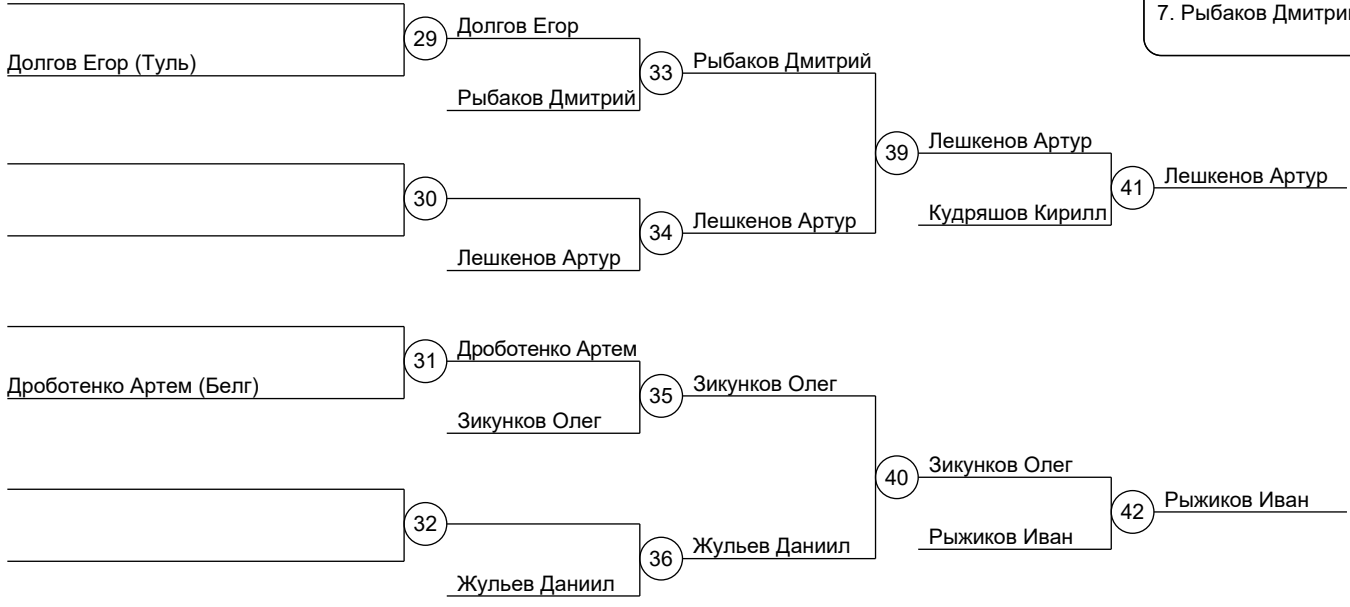 7. Рыбаков Дмитрий
29
Долгов Егор
Долгов Егор (Туль)
33
Рыбаков Дмитрий
Рыбаков Дмитрий
39
Лешкенов Артур
30
41
Лешкенов Артур
Кудряшов Кирилл
34
Лешкенов Артур
Лешкенов Артур
31
Дроботенко Артем
Дроботенко Артем (Белг)
35
Зикунков Олег
Зикунков Олег
40
Зикунков Олег
32
42
Рыжиков Иван
Рыжиков Иван
36
Жульев Даниил
Жульев Даниил